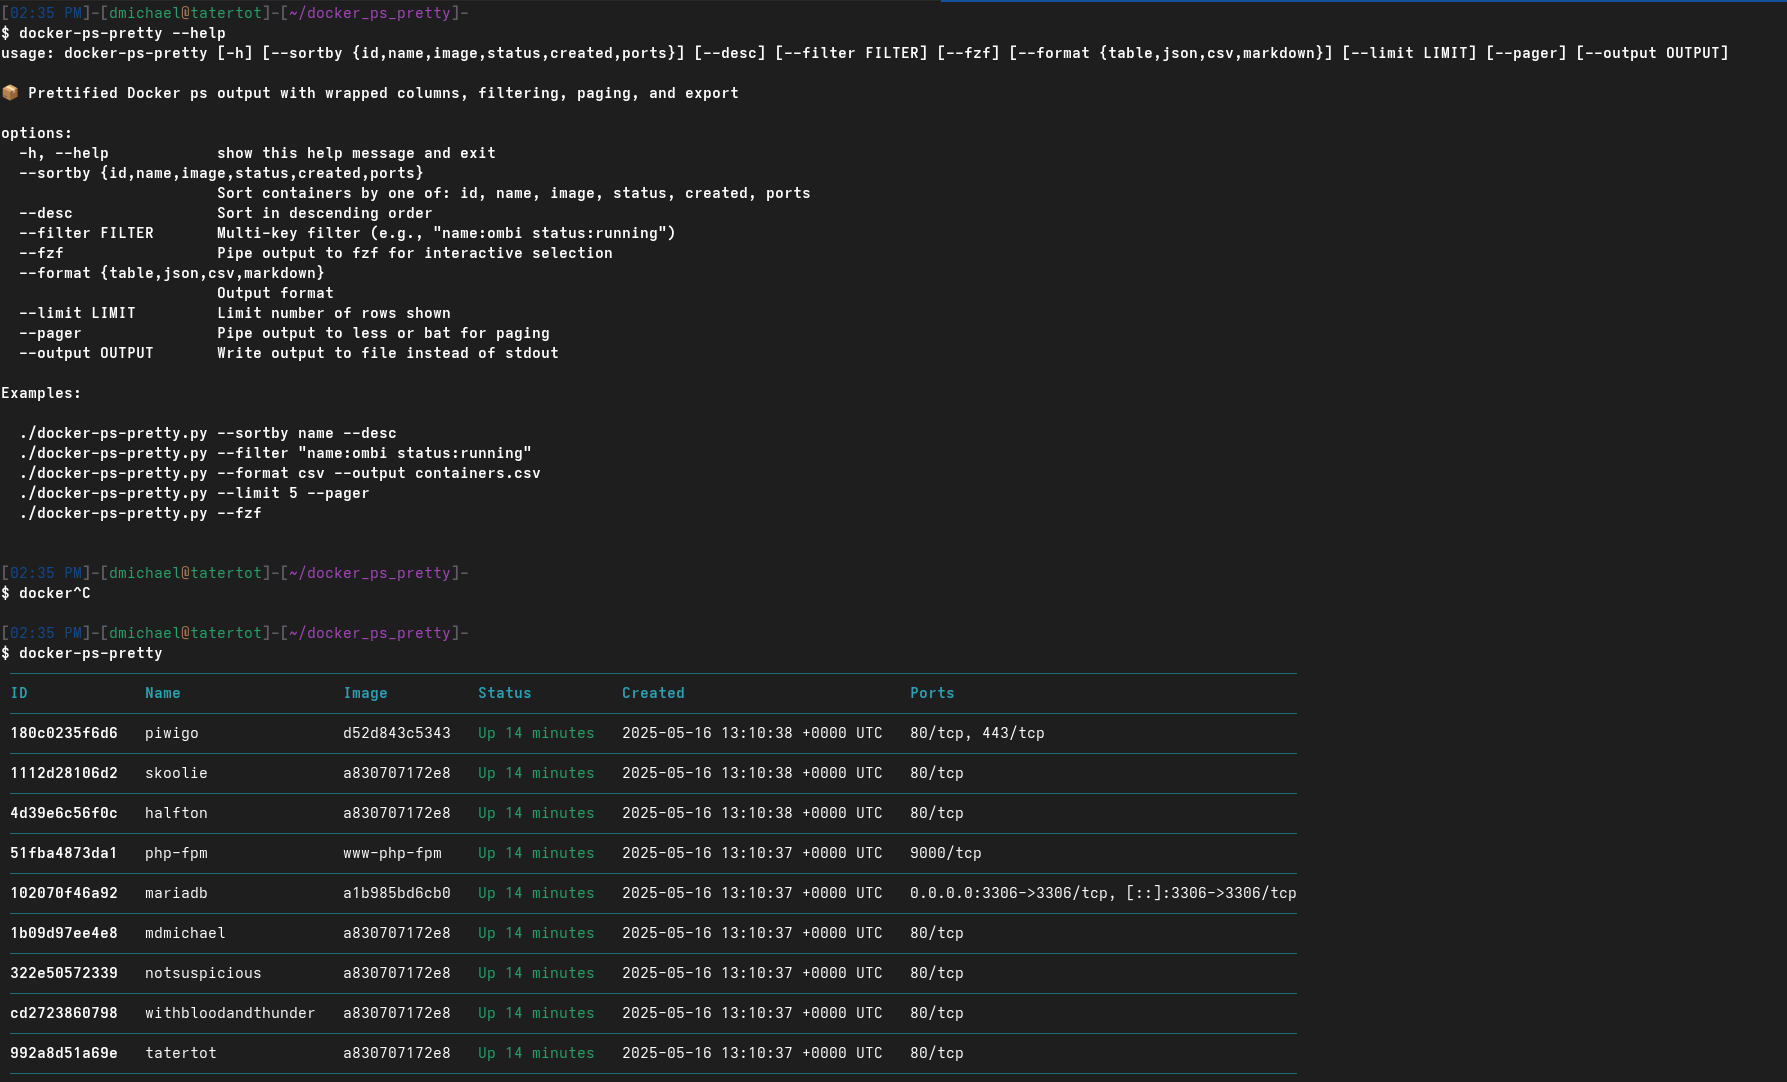 [02:35 PM]-[dmichael@tatertot]-[~/docker_ps_pretty]-
$ docker-ps-pretty --help
usage: docker-ps-pretty [-h] [--sortby {id,name,image,status,created,ports}] [--desc] [--filter FILTER] [--fzf] [--format {table,json,csv,markdown}] [--limit LIMIT] [--pager] [--output OUTPUT]
📦 Prettified Docker ps output with wrapped columns, filtering, paging, and export
options:
-h, --help show this help message and exit
--sortby {id,name,image,status,created,ports}
Sort containers by one of: id, name, image, status, created, ports
--desc Sort in descending order
--filter FILTER Multi-key filter (e.g., "name:ombi status:running")
--fzf Pipe output to fzf for interactive selection
--format {table,json,csv,markdown}
Output format
--limit LIMIT Limit number of rows shown
--pager Pipe output to less or bat for paging
--output OUTPUT Write output to file instead of stdout
Examples:
./docker-ps-pretty.py --sortby name --desc
./docker-ps-pretty.py --filter "name:ombi status:running"
./docker-ps-pretty.py --format csv --output containers.csv
./docker-ps-pretty.py --limit 5 --pager
./docker-ps-pretty.py --fzf
[02:35 PM]-[dmichael@tatertot]-[~/docker_ps_pretty]-
$ docker^C
[02:35 PM]-[dmichael@tatertot]-[~/docker_ps_pretty]-
$ docker-ps-pretty
ID Name Image Status Created Ports
180c0235f6d6 piwigo d52d843c5343 Up 14 minutes 2025-05-16 13:10:38 +0000 UTC 80/tcp, 443/tcp
1112d28106d2 skoolie a830707172e8 Up 14 minutes 2025-05-16 13:10:38 +0000 UTC 80/tcp
4d39e6c56f0c halfton a830707172e8 Up 14 minutes 2025-05-16 13:10:38 +0000 UTC 80/tcp
51fba4873da1 php-fpm www-php-fpm Up 14 minutes 2025-05-16 13:10:37 +0000 UTC 9000/tcp
102070f46a92 mariadb a1b985bd6cb0 Up 14 minutes 2025-05-16 13:10:37 +0000 UTC 0.0.0.0:3306->3306/tcp, [::]:3306->3306/tcp
1b09d97ee4e8 mdmichael a830707172e8 Up 14 minutes 2025-05-16 13:10:37 +0000 UTC 80/tcp
322e50572339 notsuspicious a830707172e8 Up 14 minutes 2025-05-16 13:10:37 +0000 UTC 80/tcp
cd2723860798 withbloodandthunder a830707172e8 Up 14 minutes 2025-05-16 13:10:37 +0000 UTC 80/tcp
992a8d51a69e tatertot a830707172e8 Up 14 minutes 2025-05-16 13:10:37 +0000 UTC 80/tcp